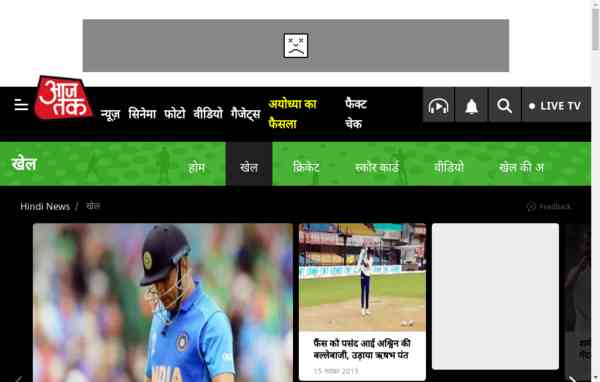 आज तक
न्यूज़ सिनेमा फोटो वीडियो गैजेट्स
अयोध्या का
फैसला
फैक्ट
चेक
LIVE TV
खेल
होम खेल क्रिकेट स्कोर कार्ड वीडियो खेल की अ
Hindi News / खेल
Feedback
INDIA
फैंस को पसंद आई अश्विन की
बल्लेबाजी, उड़ाया ऋषभ पंत
15 नवंबर 2019